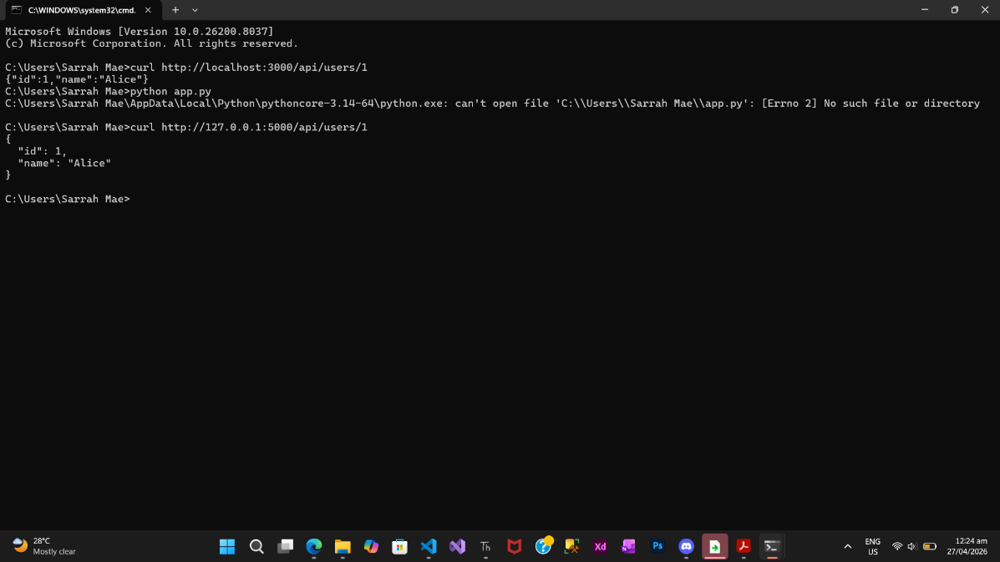 C:\WINDOWS\system32\cmd.
Microsoft Windows [Version 10.0.26200.8037]
(c) Microsoft Corporation. All rights reserved.
C:\Users\Sarrah Mae>curl http://localhost:3000/api/users/1
{"id":1,"name":"Alice"}
C:\Users\Sarrah Mae>python app.py
C:\Users\Sarrah Mae\AppData\Local\Python\pythoncore-3.14-64\python.exe: can't open file 'C:\\Users\\Sarrah Mae\\app.py': [Errno 2] No such file or directory
C:\Users\Sarrah Mae>curl http://127.0.0.1:5000/api/users/1
{
  "id": 1,
  "name": "Alice"
}
C:\Users\Sarrah Mae>
28°C
Mostly clear
Th
Xd
N
Ps
ENG
US
12:24 am
27/04/2026